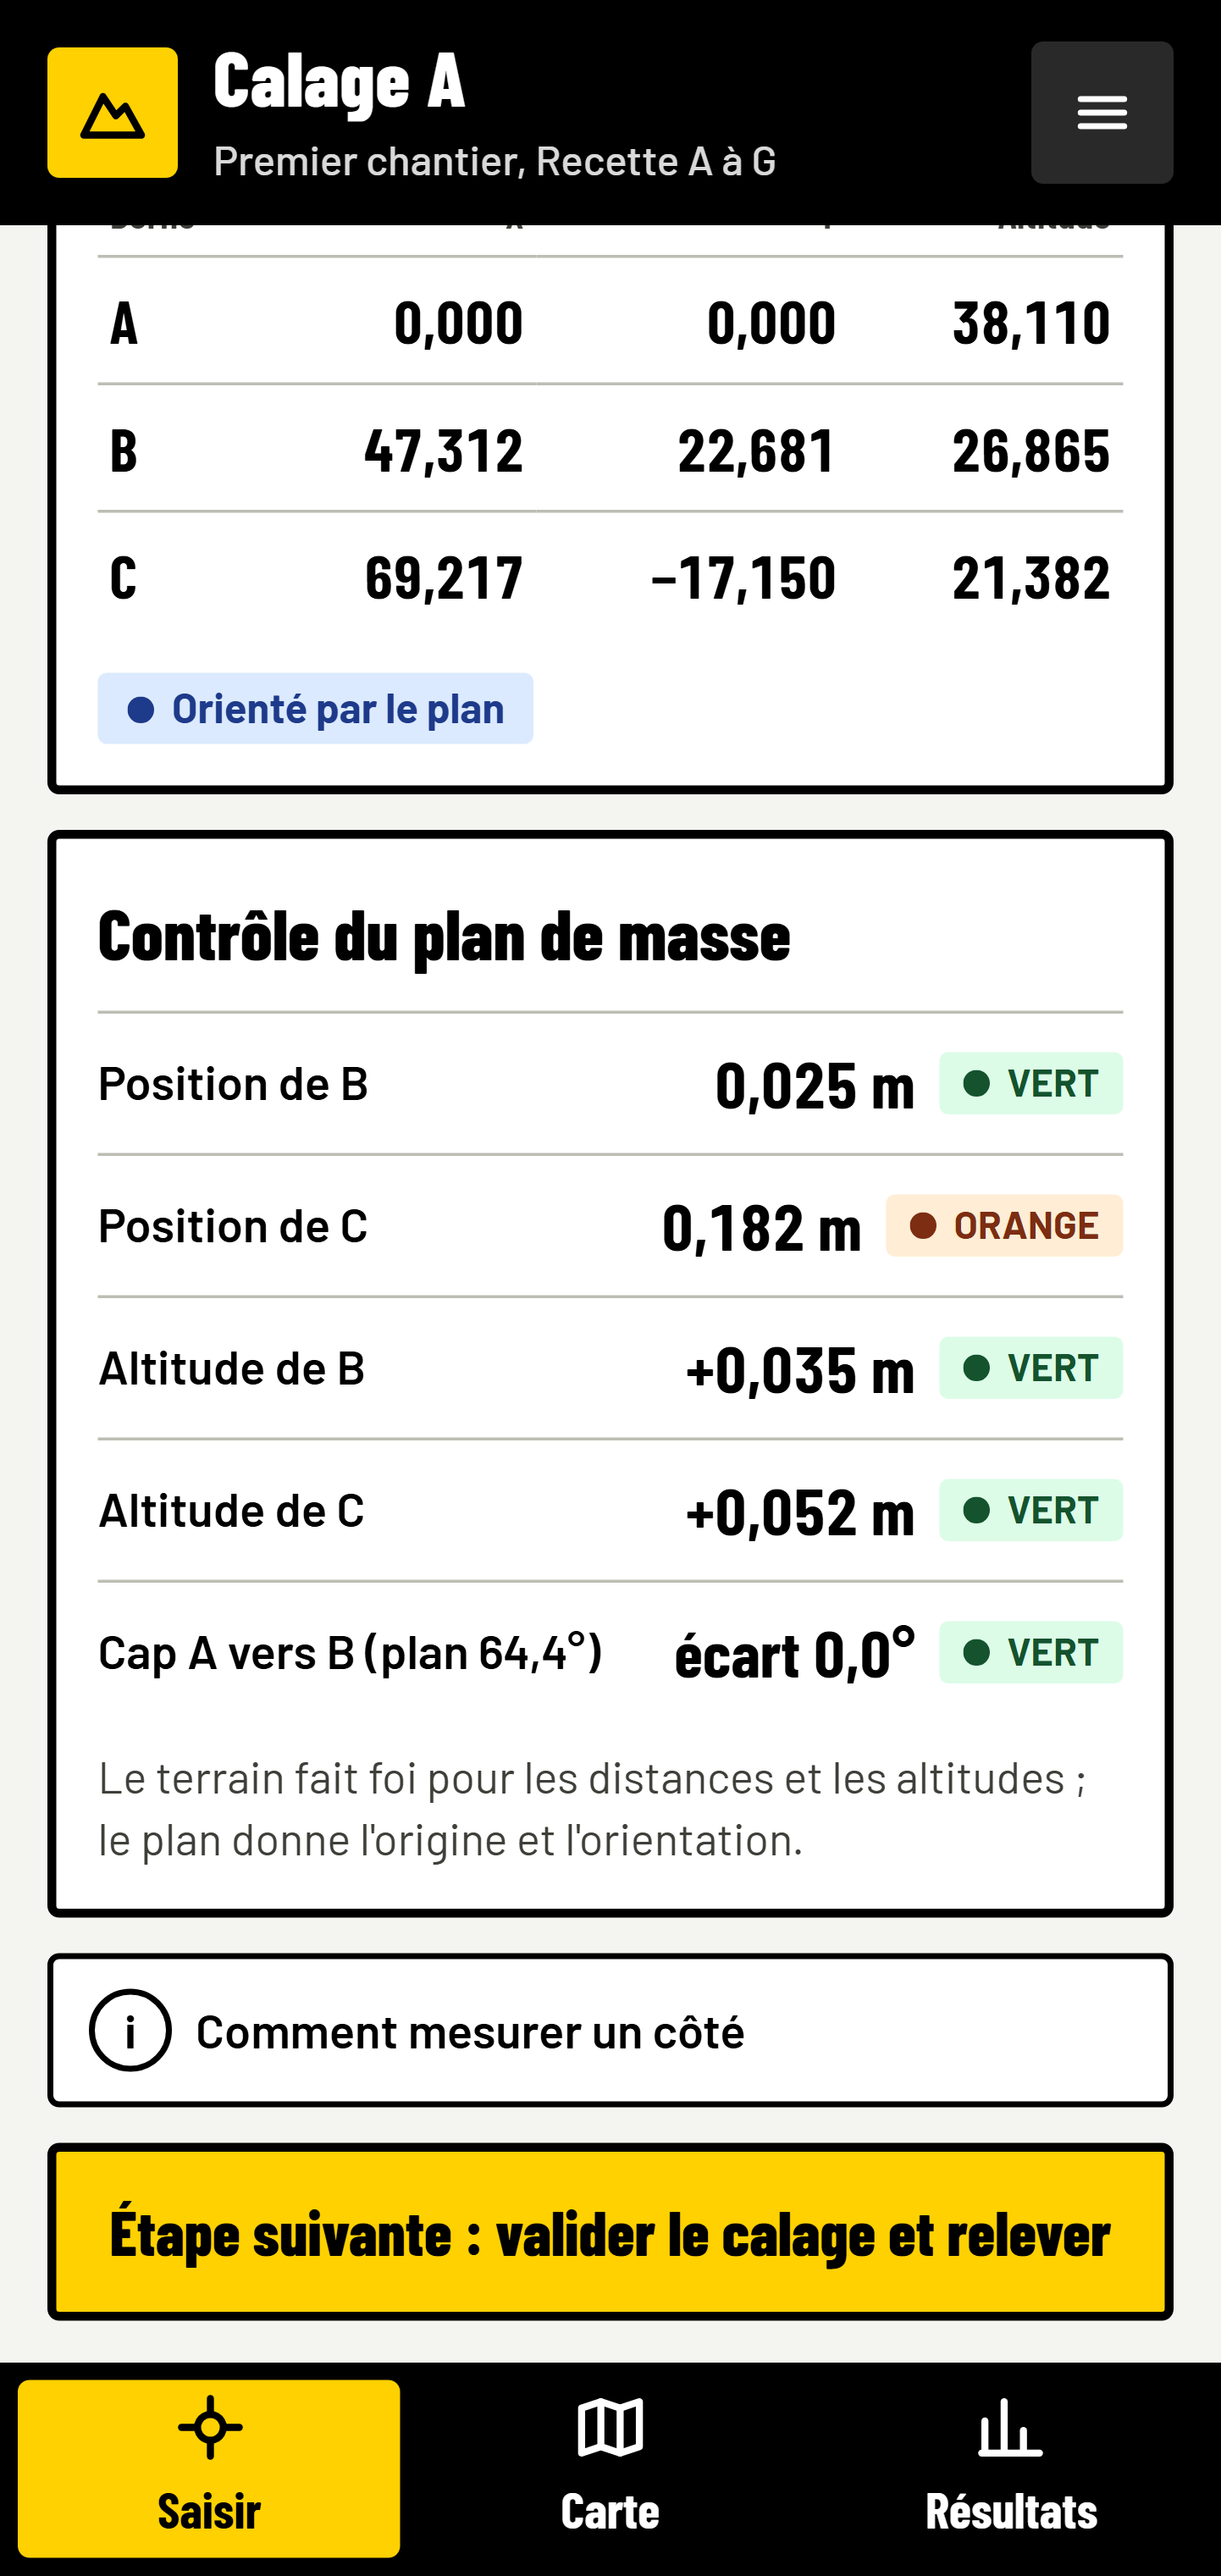 Calage A
Premier chantier, Recette A à G
A 0,000 0,000 38,110
B 47,312 22,681 26,865
C 69,217 −17,150 21,382
Orienté par le plan
Contrôle du plan de masse
Position de B 0,025 m VERT
Position de C 0,182 m ORANGE
Altitude de B +0,035 m VERT
Altitude de C +0,052 m VERT
Cap A vers B (plan 64,4°) écart 0,0° VERT
Le terrain fait foi pour les distances et les altitudes ;
le plan donne l'origine et l'orientation.
i Comment mesurer un côté
Étape suivante : valider le calage et relever
Saisir Carte Résultats